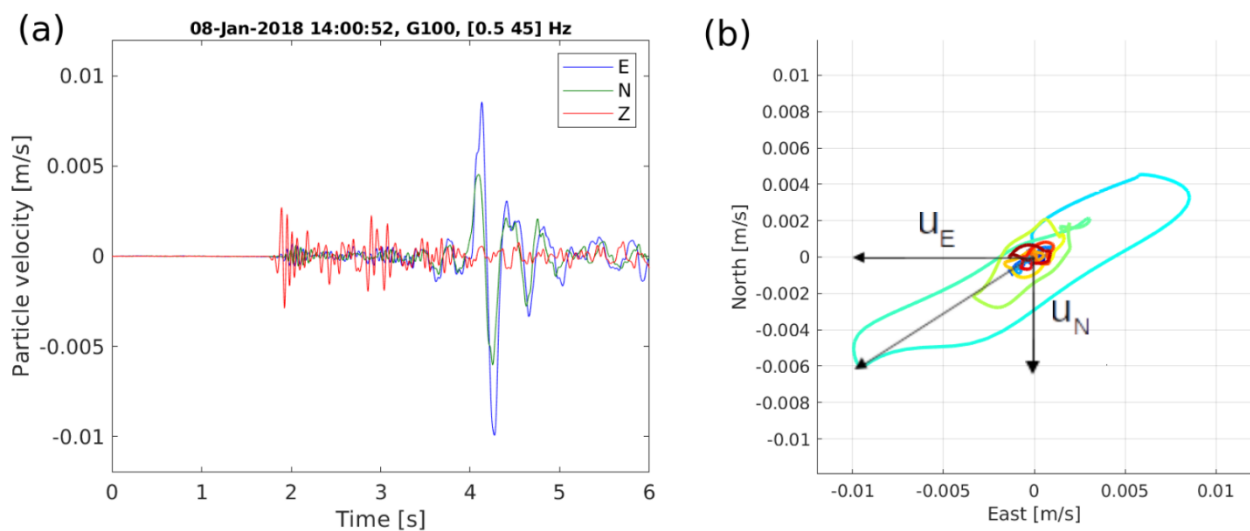 (a)
08-Jan-2018 14:00:52, G100, [0.5 45] Hz
E
N
Z
0.01
0.005
0
-0.005
-0.01
Particle velocity [m/s]
0 1 2 3 4 5 6
Time [s]
(b)
0.01
0.008
0.006
0.004
0.002
0
-0.002
-0.004
-0.006
-0.008
-0.01
North [m/s]
uE
uN
-0.01 -0.005 0 0.005 0.01
East [m/s]